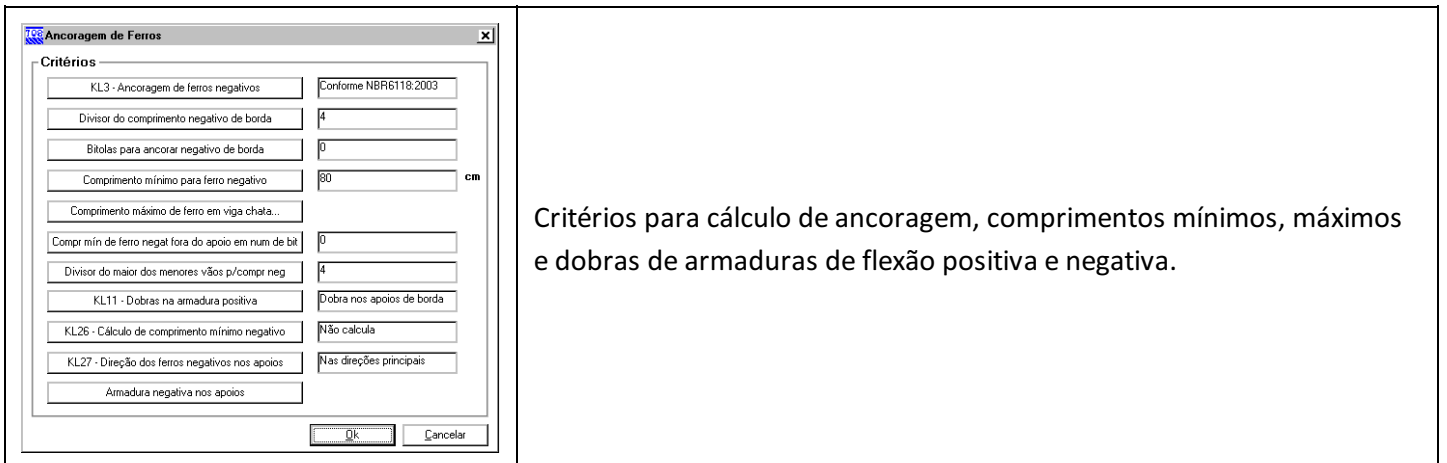 TQS Ancoragem de Ferros
Critérios
KL3 - Ancoragem de ferros negativos Conforme NBR6118:2003
Divisor do comprimento negativo de borda 4
Bitolas para ancorar negativo de borda 0
Comprimento mínimo para ferro negativo 80 cm
Comprimento máximo de ferro em viga chata...
Compr mín de ferro negat fora do apoio em num de bit 0
Divisor do maior dos menores vãos p/compr neg 4
KL11 - Dobras na armadura positiva Dobra nos apoios de borda
KL26 - Cálculo de comprimento mínimo negativo Não calcula
KL27 - Direção dos ferros negativos nos apoios Nas direções principais
Armadura negativa nos apoios
Ok Cancelar
Critérios para cálculo de ancoragem, comprimentos mínimos, máximos
e dobras de armaduras de flexão positiva e negativa.